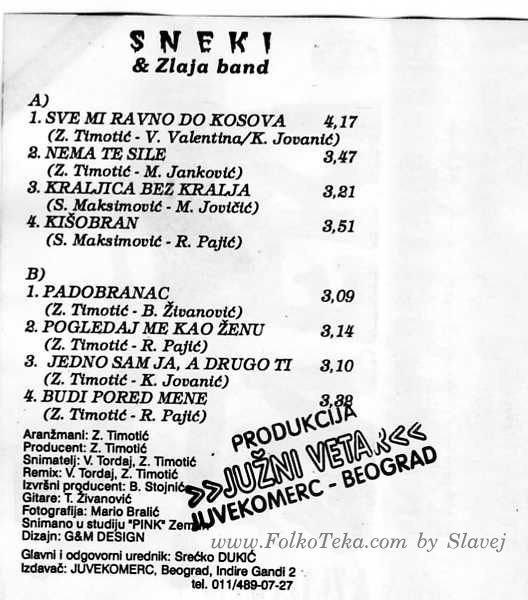 SNEKI
& Zlaja band
A)
1. SVE MI RAVNO DO KOSOVA 4,17
(Z. Timotić - V. Valentina/K. Jovanić)
2. NEMA TE SILE 3,47
(Z. Timotić - M. Janković)
3. KRALJICA BEZ KRALJA 3,21
(S. Maksimović - M. Jovičić)
4. KIŠOBRAN 3,51
(S. Maksimović - R. Pajić)
B)
1. PADOBRANAC 3,09
(Z. Timotić - B. Živanović)
2. POGLEDAJ ME KAO ŽENU 3,14
(Z. Timotić - R. Pajić)
3. JEDNO SAM JA, A DRUGO TI 3,10
(Z. Timotić - K. Jovanić)
4. BUDI PORED MENE 3,38
(Z. Timotić - R. Pajić)
Aranžmani: Z. Timotić
Producent: Z. Timotić
Snimatelj: V. Tordaj, Z. Timotić
Remix: V. Tordaj, Z. Timotić
Izvršni producent: B. Stojnić
Gitare: T. Živanović
Fotografija: Mario Bralić
Snimano u studiju "PINK"
Dizajn: G&M DESIGN
PRODUKCIJA
>>JUŽNI VETAR<<
JUVEKOMERC - BEOGRAD
www.FolkoTeka.com by Slavej
Glavni i odgovorni urednik: Srećko DUKIĆ
Izdavač: JUVEKOMERC, Beograd, Indire Gandi 2
tel. 011/489-07-27